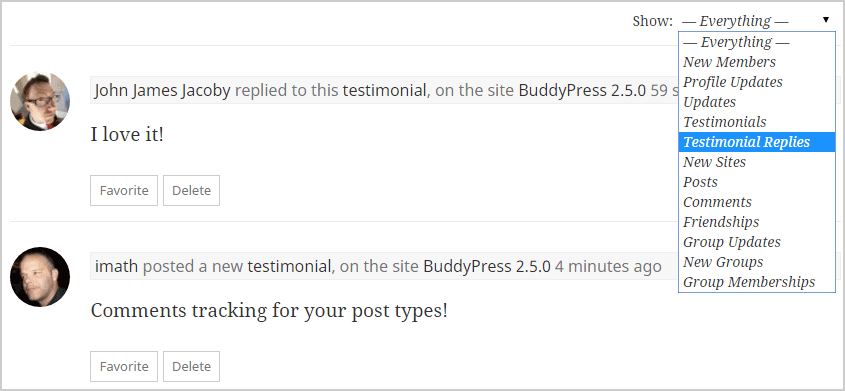 Show: — Everything —
— Everything —
New Members
Profile Updates
Updates
Testimonials
Testimonial Replies
New Sites
Posts
Comments
Friendships
Group Updates
New Groups
Group Memberships
John James Jacoby replied to this testimonial, on the site BuddyPress 2.5.0 59 s
I love it!
Favorite Delete
imath posted a new testimonial, on the site BuddyPress 2.5.0 4 minutes ago
Comments tracking for your post types!
Favorite Delete